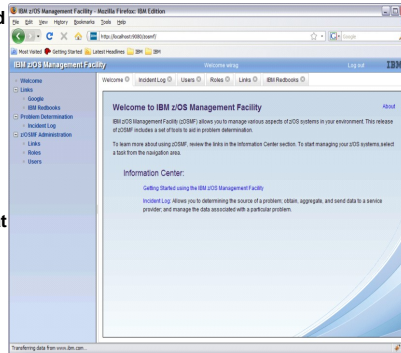 IBM z/OS Management Facility - Mozilla Firefox: IBM Edition
File Edit View History Bookmarks Tools Help
http://localhost:9080/zosmf/
Google
Most Visited Getting Started Latest Headlines IBM IBM
IBM z/OS Management Facility
Log out
IBM
Welcome
Links
Google
IBM Redbooks
Problem Determination
Incident Log
z/OSMF Administration
Links
Roles
Users
Welcome Incident Log Users Roles Links IBM Redbooks
Welcome to IBM z/OS Management Facility
About
IBM z/OS Management Facility (z/OSMF) allows you to manage various aspects of z/OS systems in your environment. This release
of z/OSMF includes a set of tools to aid in problem determination.
To learn more about z/OSMF, review the links in the Information Center section. To start managing your z/OS systems, select
a task from the navigation area.
Information Center:
Getting Started using the IBM z/OS Management Facility
Incident Log: Allows you to determining the source of a problem; obtain, aggregate, and send data to a service
provider; and manage the data associated with a particular problem.
Transferring data from www.ibm.com...